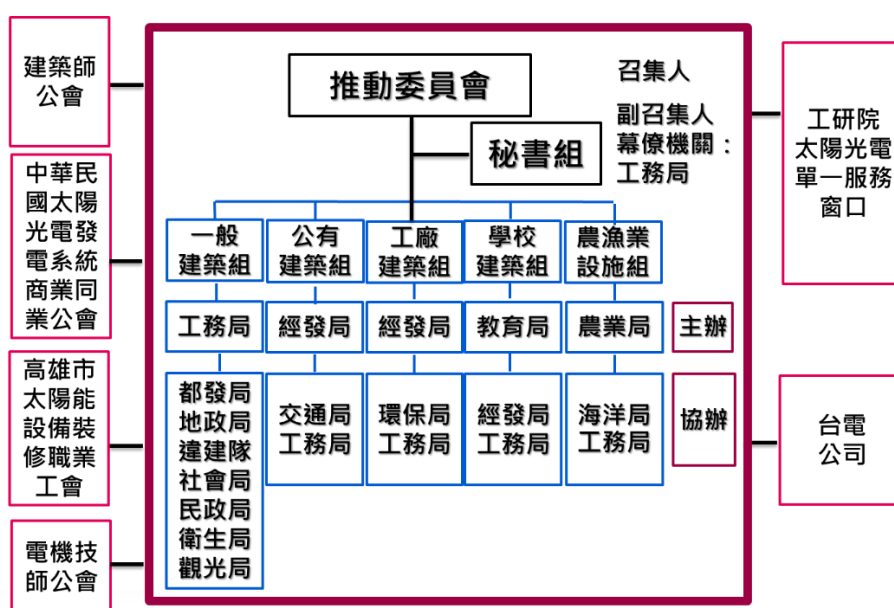 建築師
公會
中華民
國太陽
光電發
電系統
商業同
業公會
高雄市
太陽能
設備裝
修職業
工會
電機技
師公會
推動委員會
秘書組
召集人
副召集人
幕僚機關：
工務局
一般
建築組
公有
建築組
工廠
建築組
學校
建築組
農漁業
設施組
工務局
經發局
經發局
教育局
農業局
主辦
都發局
地政局
違建隊
社會局
民政局
衛生局
觀光局
交通局
工務局
環保局
工務局
經發局
工務局
海洋局
工務局
協辦
工研院
太陽光電
單一服務
窗口
台電
公司